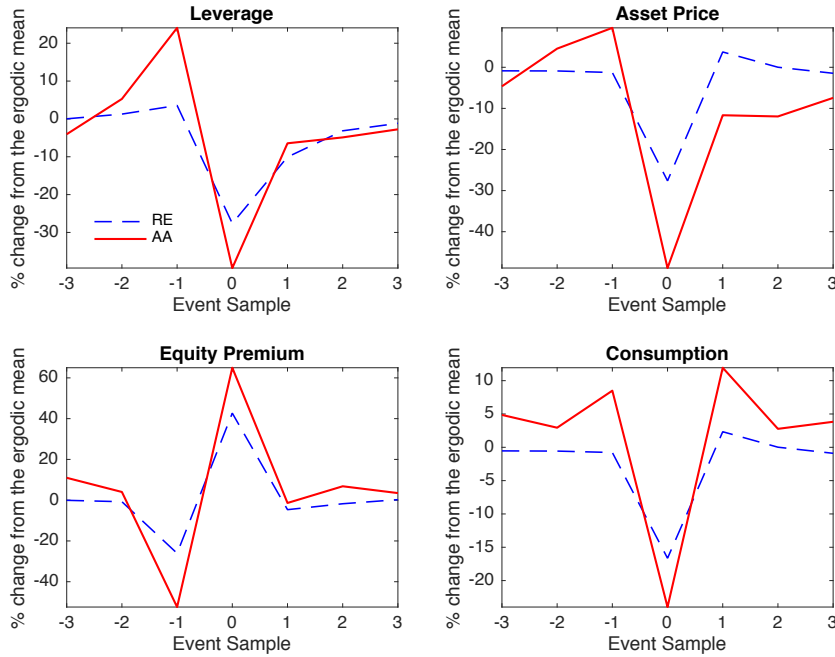 Leverage
% change from the ergodic mean
20
10
0
-10
-20
-30
RE
AA
-3 -2 -1 0 1 2 3
Event Sample
Asset Price
% change from the ergodic mean
0
-10
-20
-30
-40
-3 -2 -1 0 1 2 3
Event Sample
Equity Premium
% change from the ergodic mean
60
40
20
0
-20
-40
-3 -2 -1 0 1 2 3
Event Sample
Consumption
% change from the ergodic mean
10
5
0
-5
-10
-15
-20
-3 -2 -1 0 1 2 3
Event Sample